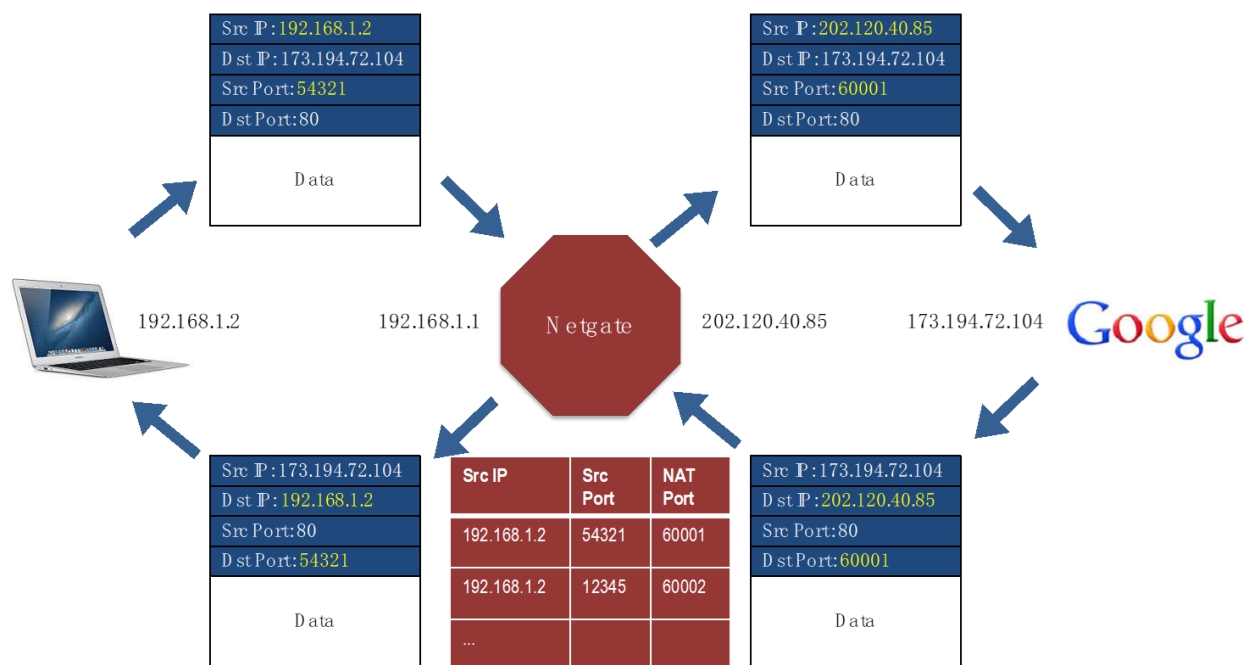 Src IP:192.168.1.2
Dst IP:173.194.72.104
Src Port:54321
Dst Port:80
Data
Src IP:202.120.40.85
Dst IP:173.194.72.104
Src Port:60001
Dst Port:80
Data
192.168.1.2
192.168.1.1
Netgate
202.120.40.85
173.194.72.104
Google
Src IP:173.194.72.104
Dst IP:192.168.1.2
Src Port:80
Dst Port:54321
Data
Src IP Src Port NAT Port
192.168.1.2 54321 60001
192.168.1.2 12345 60002
...
Src IP:173.194.72.104
Dst IP:202.120.40.85
Src Port:80
Dst Port:60001
Data